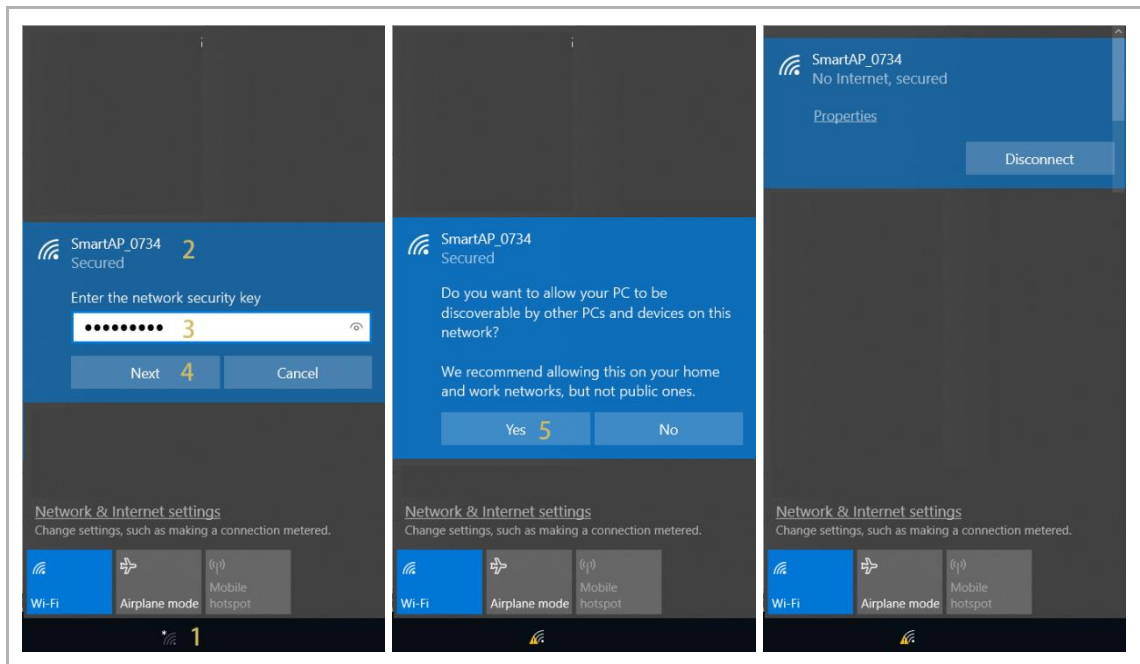 SmartAP_0734 2
Secured
Enter the network security key
••••••••• 3
Next 4 Cancel
Network & Internet settings
Change settings, such as making a connection metered.
Wi-Fi
Airplane mode
Mobile
hotspot
1
SmartAP_0734
Secured
Do you want to allow your PC to be
discoverable by other PCs and devices on this
network?
We recommend allowing this on your home
and work networks, but not public ones.
Yes 5 No
Network & Internet settings
Change settings, such as making a connection metered.
Wi-Fi
Airplane mode
Mobile
hotspot
SmartAP_0734
No Internet, secured
Properties
Disconnect
Network & Internet settings
Change settings, such as making a connection metered.
Wi-Fi
Airplane mode
Mobile
hotspot